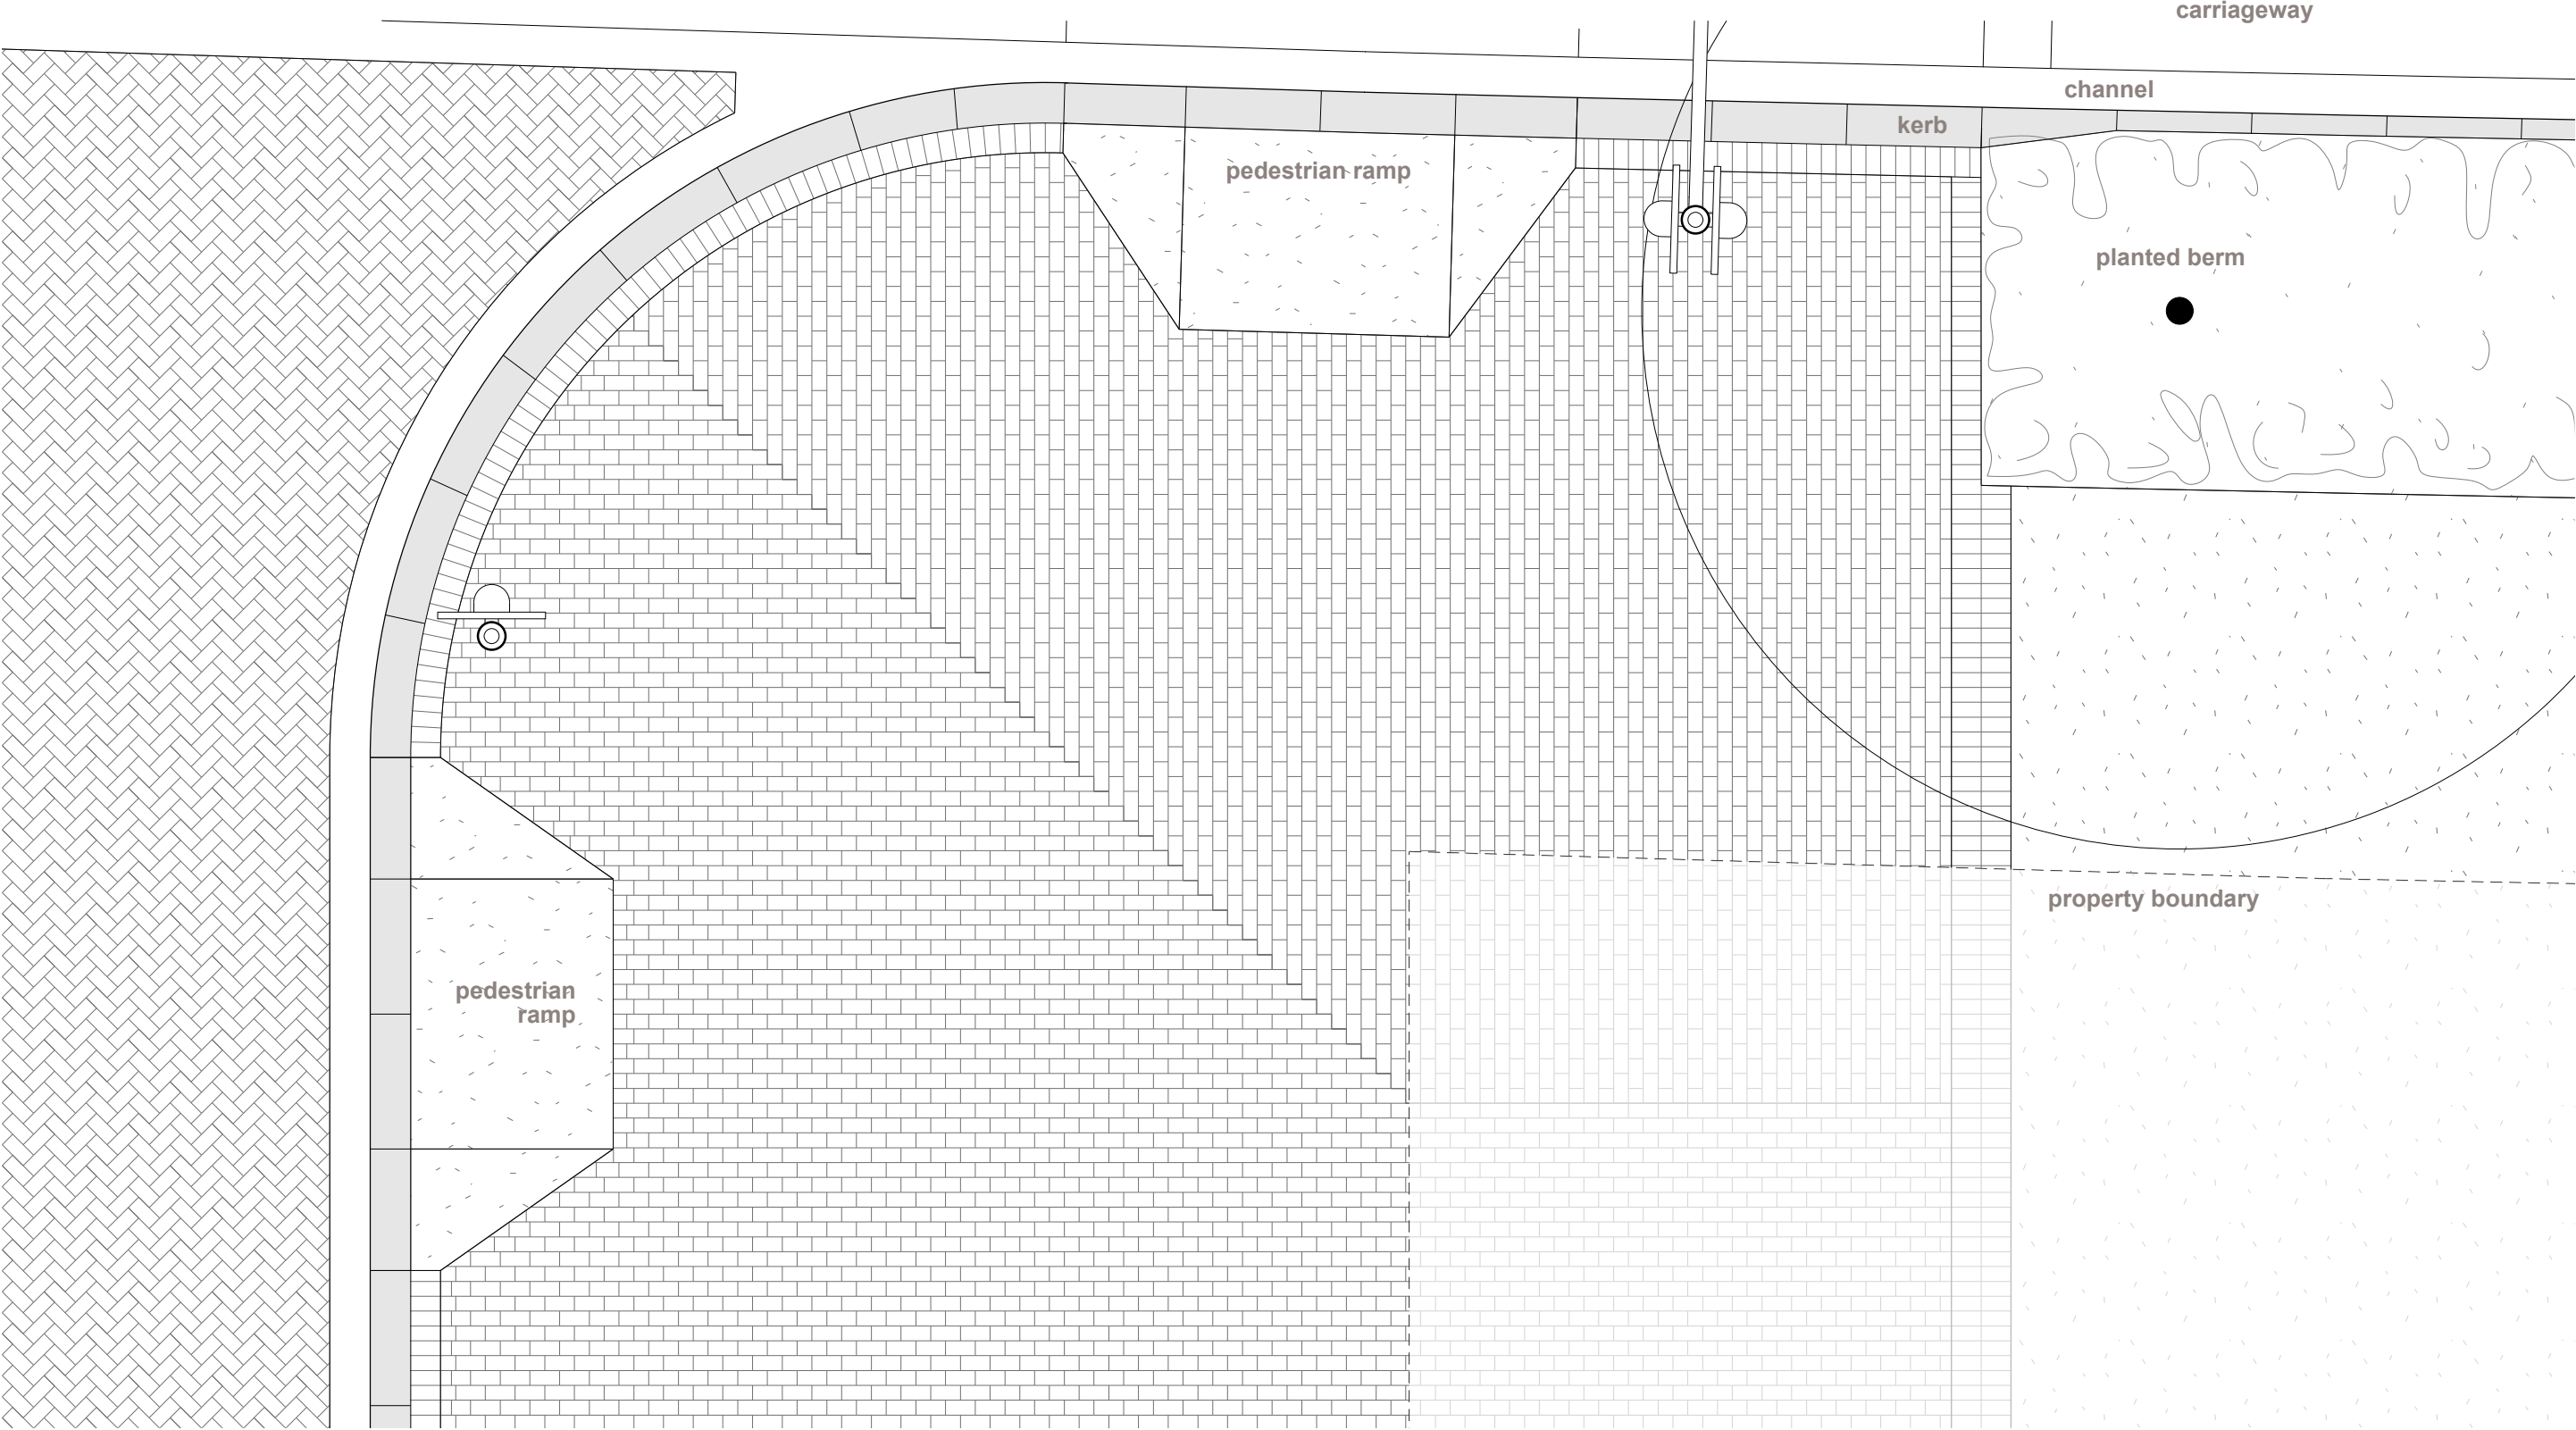 carriageway
channel
kerb
pedestrian ramp
planted berm
property boundary
pedestrian
ramp